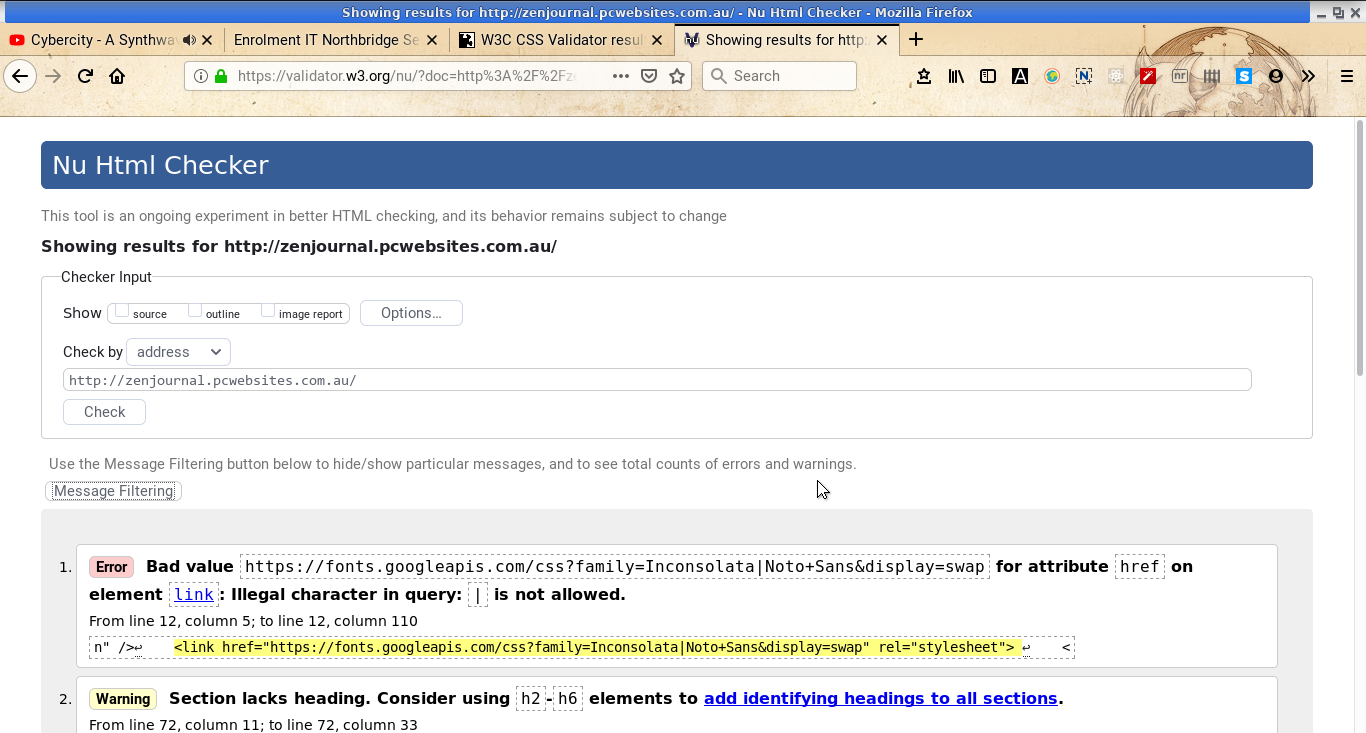 Showing results for http://zenjournal.pcwebsites.com.au/ - Nu Html Checker - Mozilla Firefox
Cybercity - A Synthwav
Enrolment IT Northbridge Se
W3C CSS Validator resul
Showing results for http:
https://validator.w3.org/nu/?doc=http%3A%2F%2Fze
Search
Nu Html Checker
This tool is an ongoing experiment in better HTML checking, and its behavior remains subject to change
Showing results for http://zenjournal.pcwebsites.com.au/
Checker Input
Show source outline image report Options...
Check by address
http://zenjournal.pcwebsites.com.au/
Check
Use the Message Filtering button below to hide/show particular messages, and to see total counts of errors and warnings.
Message Filtering
1. Error Bad value https://fonts.googleapis.com/css?family=Inconsolata|Noto+Sans&display=swap for attribute href on
element link: Illegal character in query: | is not allowed.
From line 12, column 5; to line 12, column 110
n" />↩ <link href="https://fonts.googleapis.com/css?family=Inconsolata|Noto+Sans&display=swap" rel="stylesheet"> ↩ <
2. Warning Section lacks heading. Consider using h2-h6 elements to add identifying headings to all sections.
From line 72, column 11; to line 72, column 33